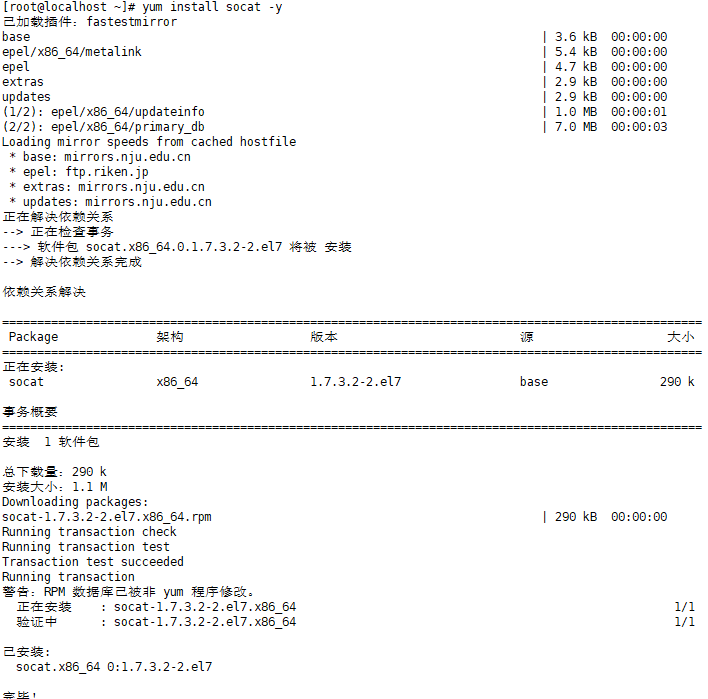 [root@localhost ~]# yum install socat -y
已加载插件：fastestmirror
base | 3.6 kB 00:00:00
epel/x86_64/metalink | 5.4 kB 00:00:00
epel | 4.7 kB 00:00:00
extras | 2.9 kB 00:00:00
updates | 2.9 kB 00:00:00
(1/2): epel/x86_64/updateinfo | 1.0 MB 00:00:01
(2/2): epel/x86_64/primary_db | 7.0 MB 00:00:03
Loading mirror speeds from cached hostfile
* base: mirrors.nju.edu.cn
* epel: ftp.riken.jp
* extras: mirrors.nju.edu.cn
* updates: mirrors.nju.edu.cn
正在解决依赖关系
--> 正在检查事务
---> 软件包 socat.x86_64.0.1.7.3.2-2.el7 将被 安装
--> 解决依赖关系完成
依赖关系解决
====================================================================================================
Package 架构 版本 源 大小
====================================================================================================
正在安装:
socat x86_64 1.7.3.2-2.el7 base 290 k
事务概要
====================================================================================================
安装 1 软件包
总下载量：290 k
安装大小：1.1 M
Downloading packages:
socat-1.7.3.2-2.el7.x86_64.rpm | 290 kB 00:00:00
Running transaction check
Running transaction test
Transaction test succeeded
Running transaction
警告：RPM 数据库已被非 yum 程序修改。
正在安装 : socat-1.7.3.2-2.el7.x86_64 1/1
验证中 : socat-1.7.3.2-2.el7.x86_64 1/1
已安装:
socat.x86_64 0:1.7.3.2-2.el7
完毕！